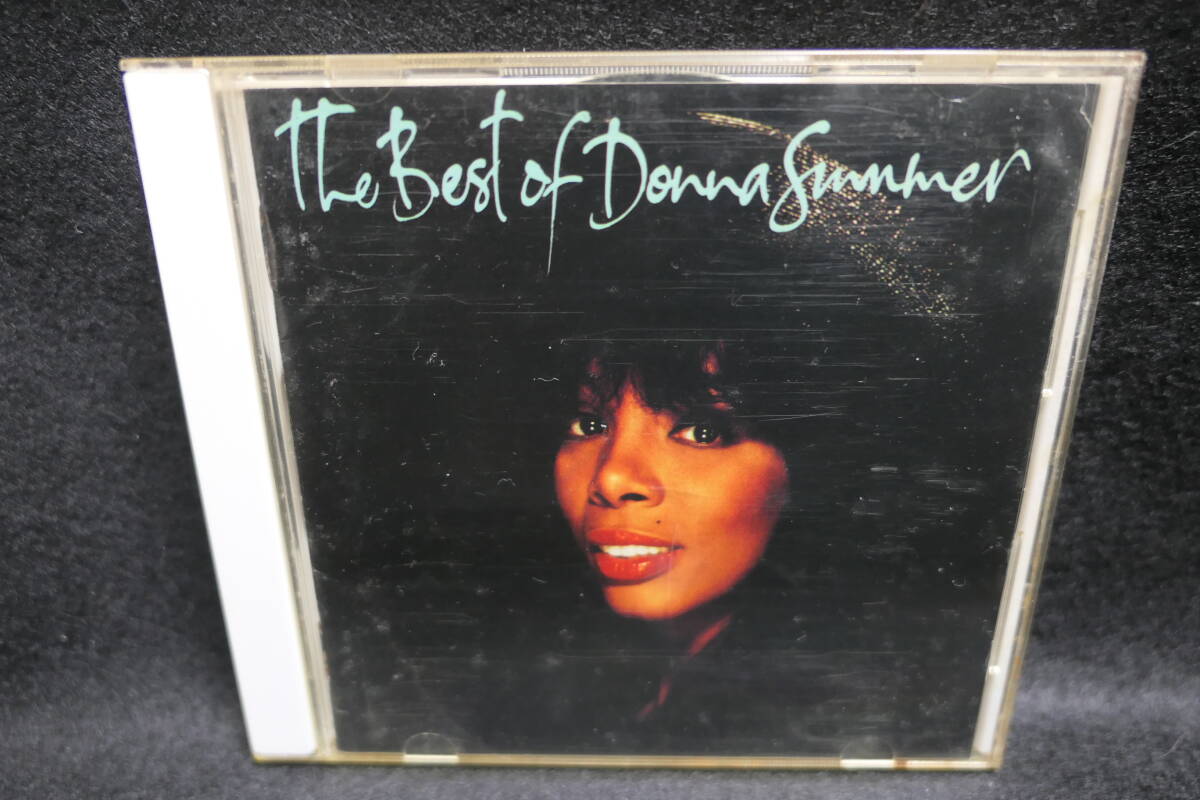 The Best of Donna Summer